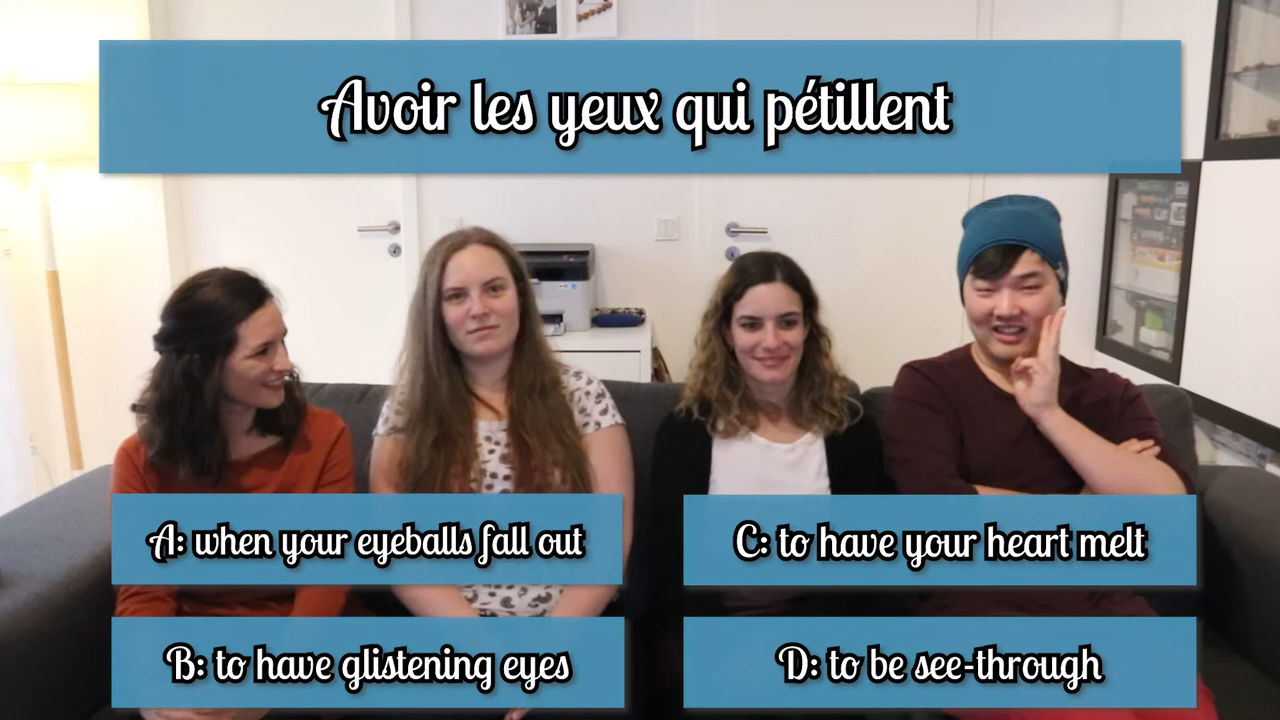 Avoir les yeux qui pétillent
A: when your eyeballs fall out
C: to have your heart melt
B: to have glistening eyes
D: to be see-through